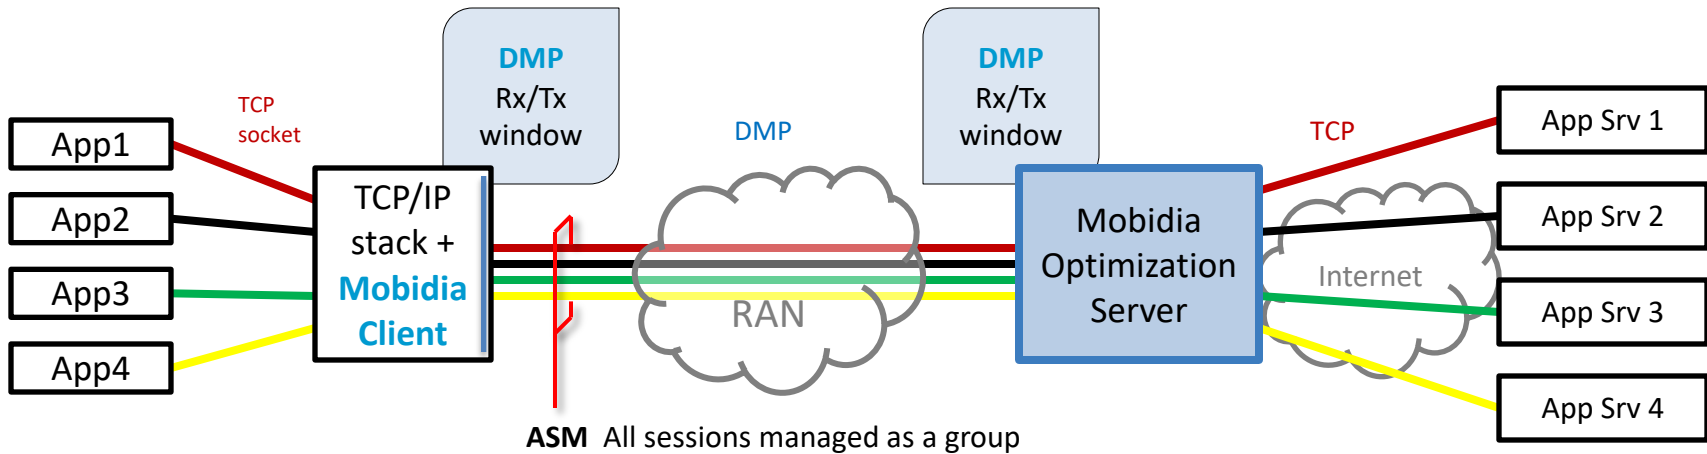 DMP
Rx/Tx
window
DMP
Rx/Tx
window
TCP
socket
DMP
TCP
App1
App2
App3
App4
TCP/IP
stack +
Mobidia
Client
RAN
Mobidia
Optimization
Server
Internet
App Srv 1
App Srv 2
App Srv 3
App Srv 4
ASM All sessions managed as a group